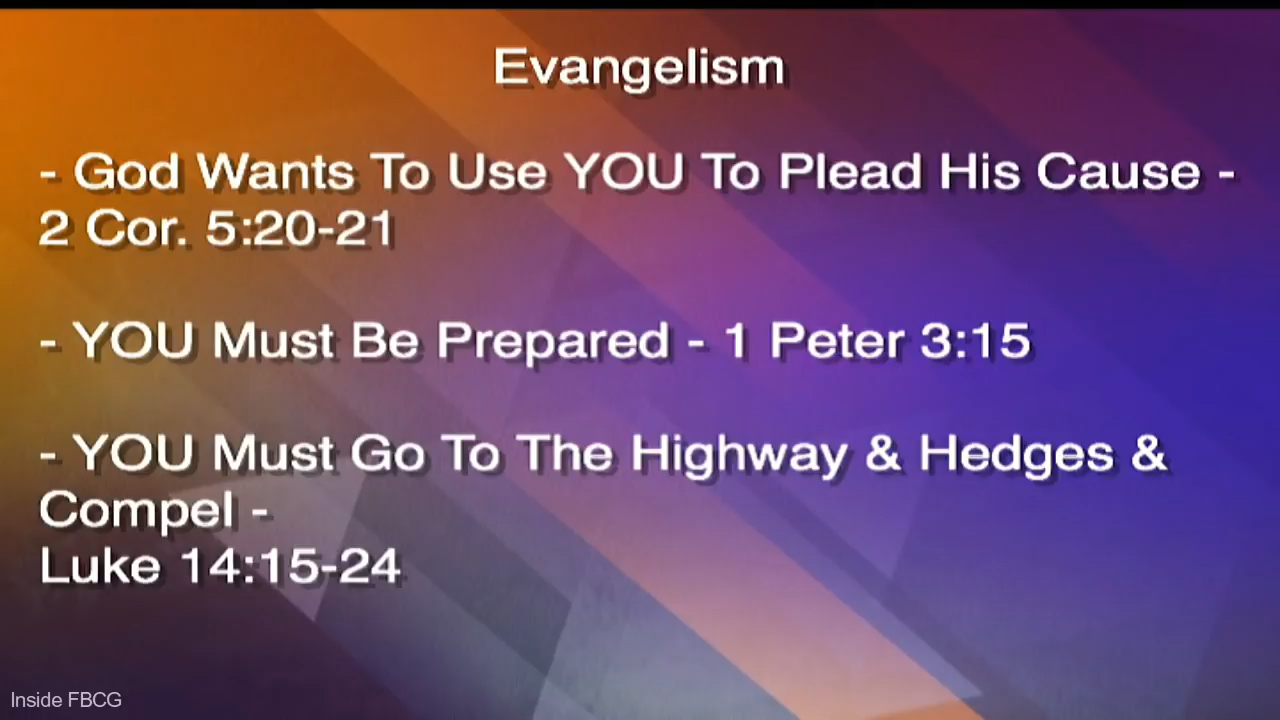 Evangelism
- God Wants To Use YOU To Plead His Cause -
2 Cor. 5:20-21
- YOU Must Be Prepared - 1 Peter 3:15
- YOU Must Go To The Highway & Hedges &
Compel -
Luke 14:15-24
Inside FBCG